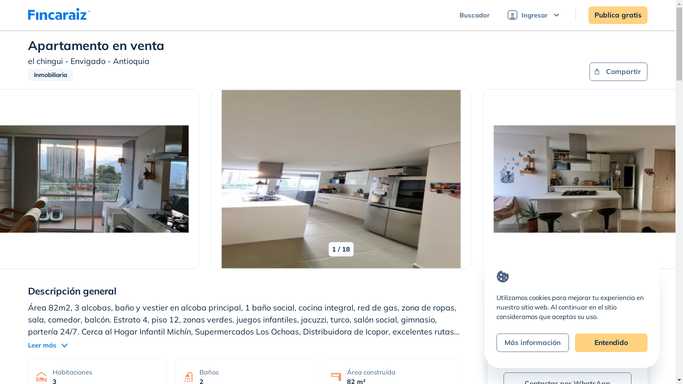 Fincaraiz
Buscador
Ingresar
Publica gratis
Apartamento en venta
el chingui - Envigado - Antioquia
Inmobiliaria
Compartir
1 / 18
Descripción general
Área 82m2, 3 alcobas, baño y vestier en alcoba principal, 1 baño social, cocina integral, red de gas, zona de ropas,
sala, comedor, balcón. Estrato 4, piso 12, zonas verdes, juegos infantiles, jacuzzi, turco, salón social, gimnasio,
portería 24/7. Cerca al Hogar Infantil Michín, Supermercados Los Ochoas, Distribuidora de Icopor, excelentes rutas...
Leer más
Habitaciones
3
Baños
2
Área construida
82 m²
Utilizamos cookies para mejorar tu experiencia en
nuestro sitio web. Al continuar en el sitio
consideramos que aceptas su uso.
Más información
Entendido
Contactar por WhatsApp